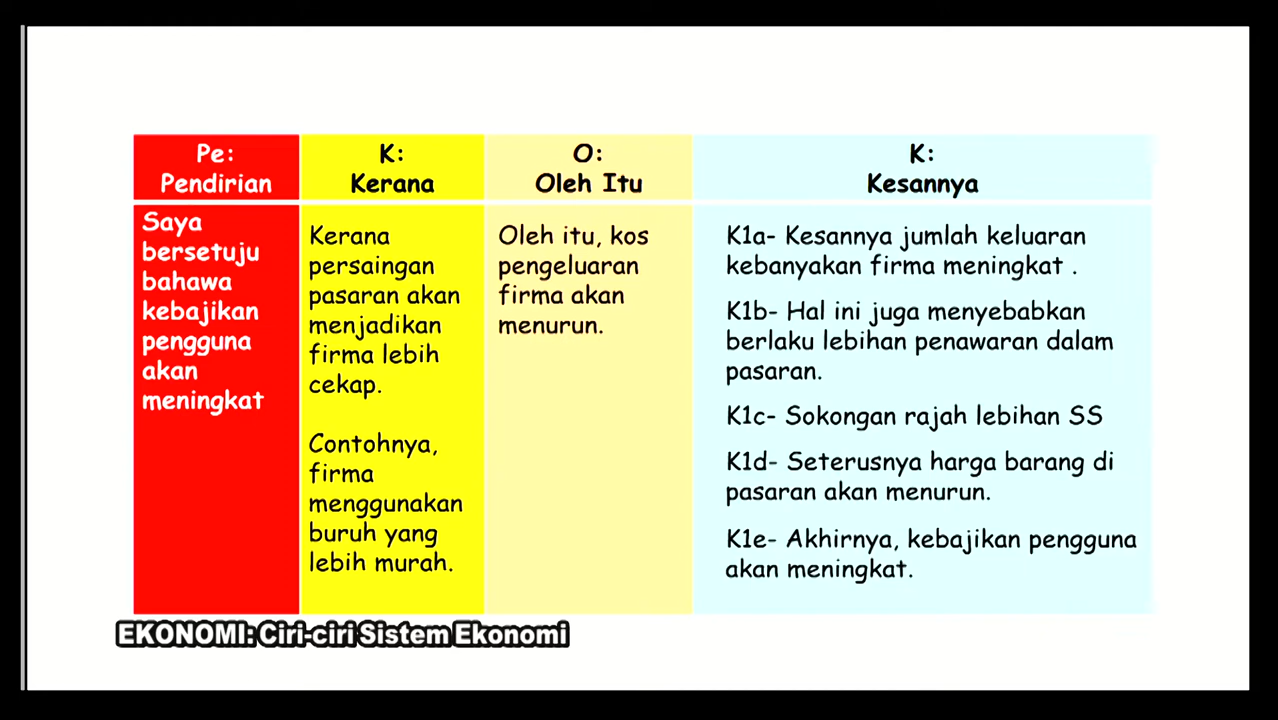 Pe:
Pendirian
K:
Kerana
O:
Oleh Itu
K:
Kesannya
Saya
bersetuju
bahawa
kebajikan
pengguna
akan
meningkat
Kerana
persaingan
pasaran akan
menjadikan
firma lebih
cekap.
Contohnya,
firma
menggunakan
buruh yang
lebih murah.
Oleh itu, kos
pengeluaran
firma akan
menurun.
K1a- Kesannya jumlah keluaran
kebanyakan firma meningkat .
K1b- Hal ini juga menyebabkan
berlaku lebihan penawaran dalam
pasaran.
K1c- Sokongan rajah lebihan SS
K1d- Seterusnya harga barang di
pasaran akan menurun.
K1e- Akhirnya, kebajikan pengguna
akan meningkat.
EKONOMI: Ciri-ciri Sistem Ekonomi